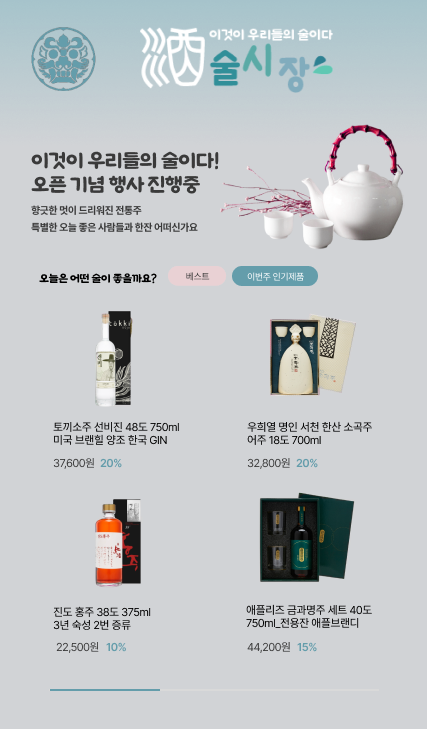 이것이 우리들의 술이다
酒 술시장
이것이 우리들의 술이다!
오픈 기념 행사 진행중
향긋한 멋이 드리워진 전통주
특별한 오늘 좋은 사람들과 한잔 어떠신가요
오늘은 어떤 술이 좋을까요?
베스트
이번주 인기제품
토끼소주 선비진 48도 750ml
미국 브랜힐 양조 한국 GIN
37,600원 20%
우희열 명인 서천 한산 소곡주
어주 18도 700ml
32,800원 20%
진도 홍주 38도 375ml
3년 숙성 2번 증류
22,500원 10%
애플리즈 금과명주 세트 40도
750ml_전용잔 애플브랜디
44,200원 15%